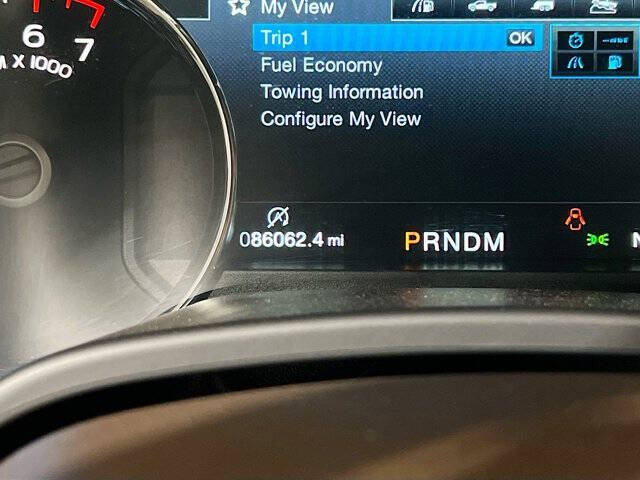 My View
Trip 1 OK
Fuel Economy
Towing Information
Configure My View
6 7
X 1000
A
086062.4 mi
PRNDM